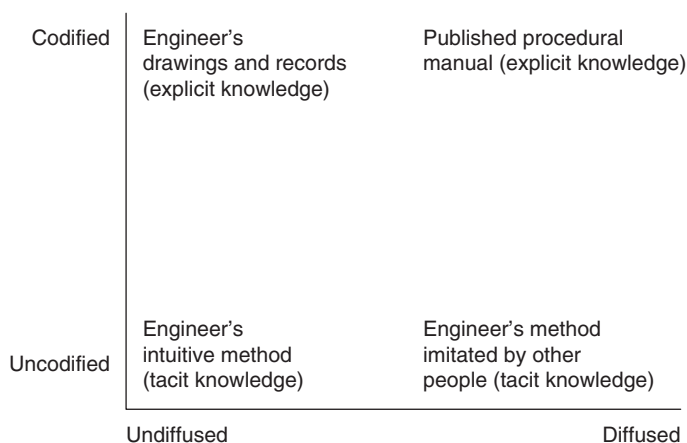 Codified
Engineer's
drawings and records
(explicit knowledge)
Published procedural
manual (explicit knowledge)
Uncodified
Engineer's
intuitive method
(tacit knowledge)
Engineer's method
imitated by other
people (tacit knowledge)
Undiffused
Diffused